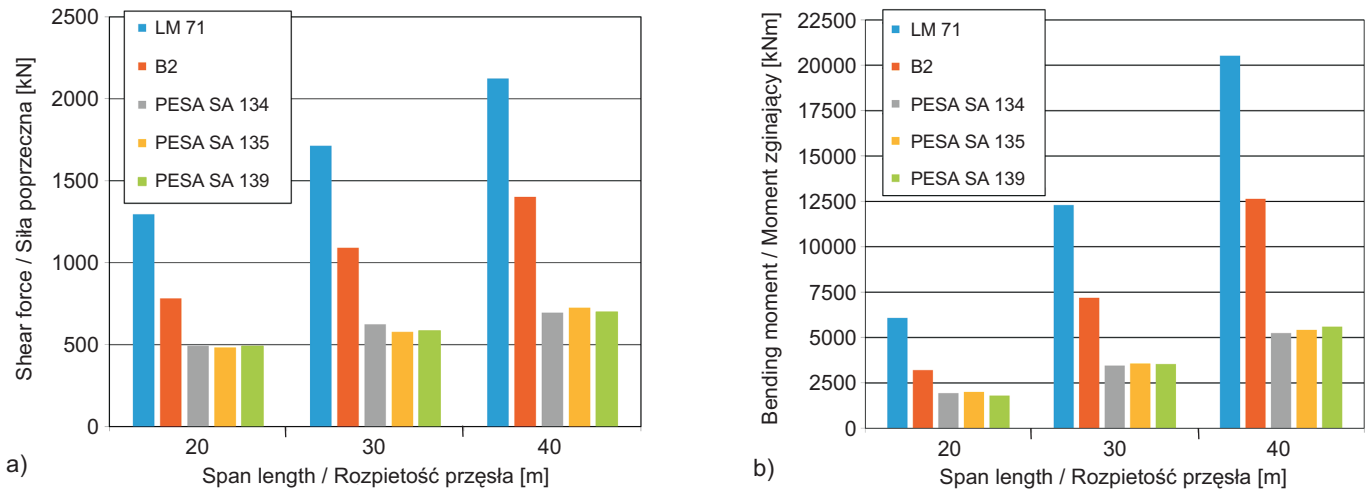 2500
2000
1500
1000
500
0
Shear force / Siła poprzeczna [kN]
LM 71
B2
PESA SA 134
PESA SA 135
PESA SA 139
20 30 40
Span length / Rozpietość przęsła [m]
a)
22500
20000
17500
15000
12500
10000
7500
5000
2500
0
Bending moment / Moment zginający [kNm]
LM 71
B2
PESA SA 134
PESA SA 135
PESA SA 139
20 30 40
Span length / Rozpietość przęsła [m]
b)